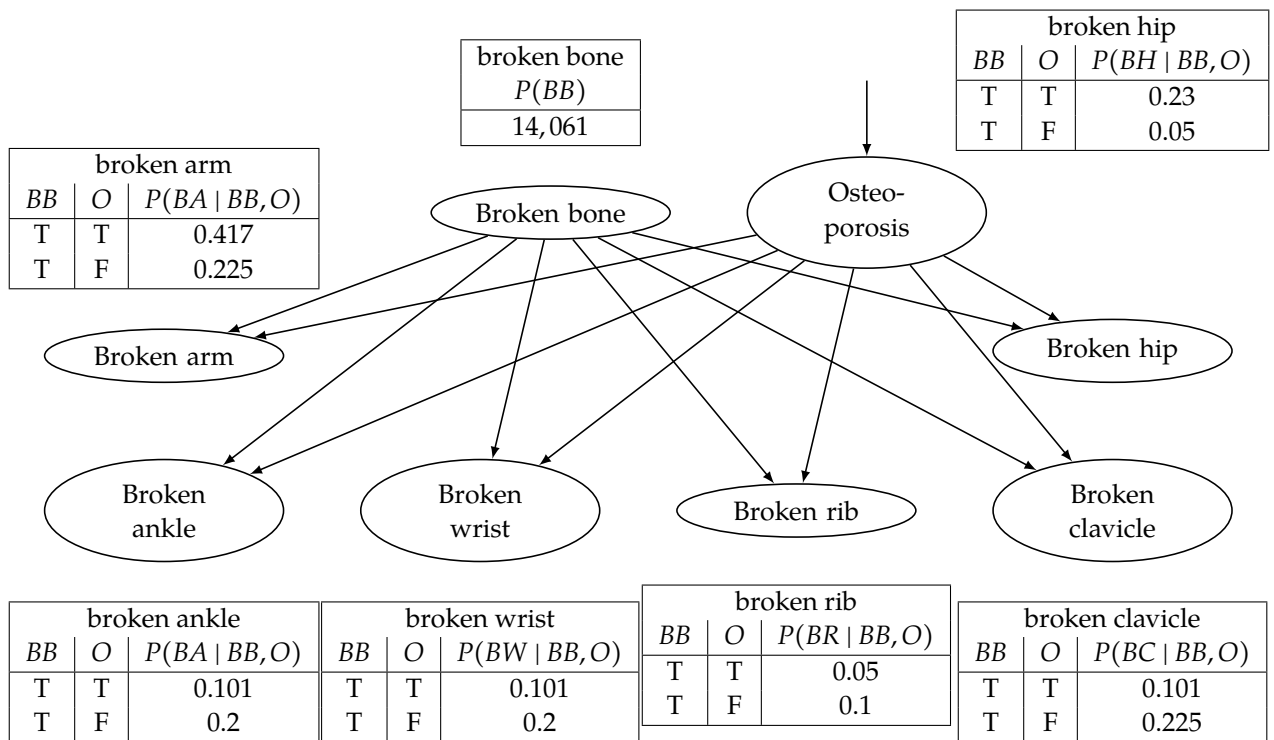 broken hip
BB O P(BH | BB, O)
T T 0.23
T F 0.05
broken bone
P(BB)
14,061
broken arm
BB O P(BA | BB, O)
T T 0.417
T F 0.225
Broken bone
Osteo-
porosis
Broken arm
Broken hip
Broken
ankle
Broken
wrist
Broken rib
Broken
clavicle
broken ankle
BB O P(BA | BB, O)
T T 0.101
T F 0.2
broken wrist
BB O P(BW | BB, O)
T T 0.101
T F 0.2
broken rib
BB O P(BR | BB, O)
T T 0.05
T F 0.1
broken clavicle
BB O P(BC | BB, O)
T T 0.101
T F 0.225